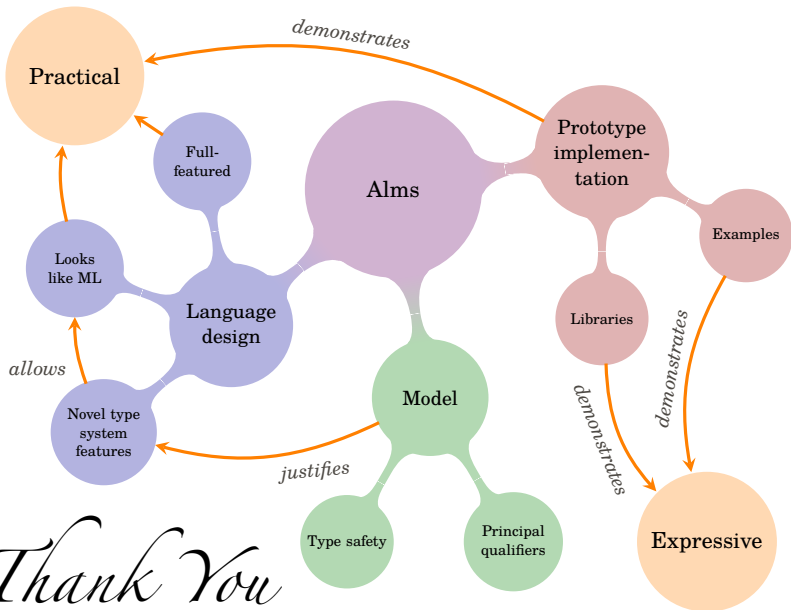 demonstrates
Practical
Prototype
implemen-
tation
Full-
featured
Alms
Examples
Looks
like ML
Language
design
Libraries
allows
demonstrates
Model
demonstrates
Novel type
system
features
justifies
Type safety
Principal
qualifiers
Expressive
Thank You